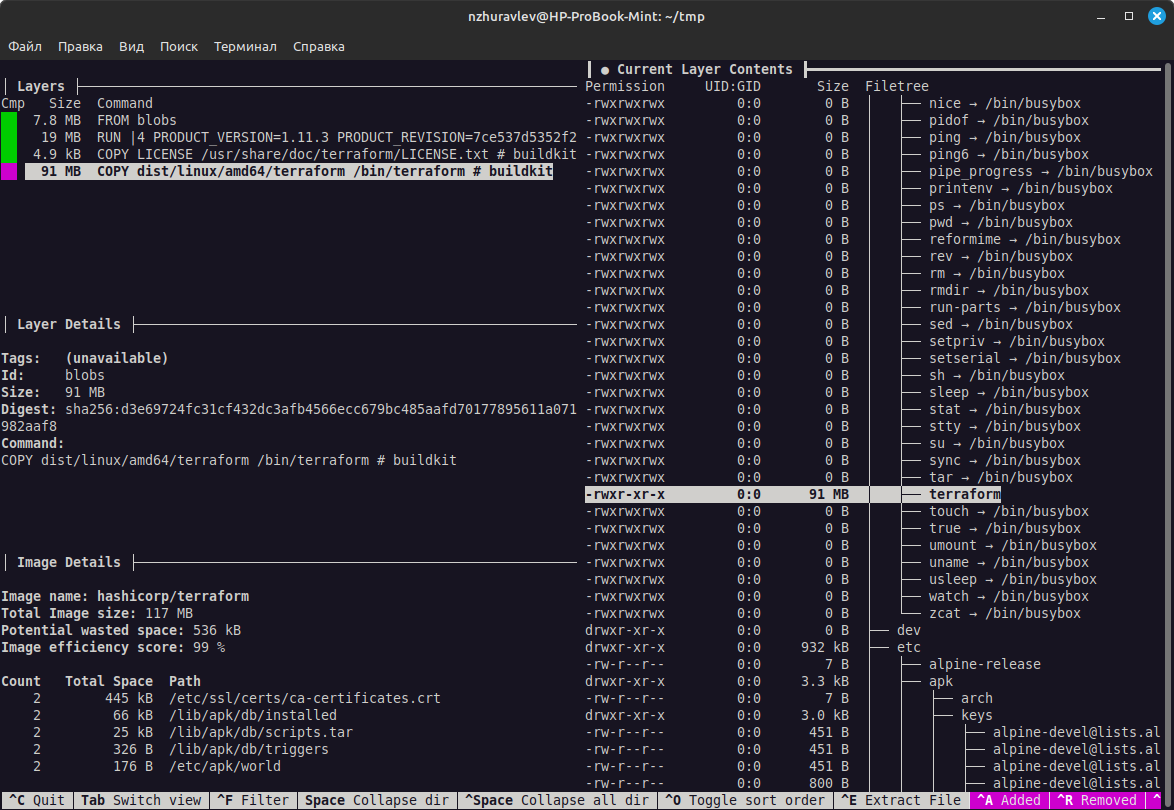 nzhuravlev@HP-ProBook-Mint: ~/tmp
Файл Правка Вид Поиск Терминал Справка
Layers
Cmp Size Command
7.8 MB FROM blobs
19 MB RUN |4 PRODUCT_VERSION=1.11.3 PRODUCT_REVISION=7ce537d5352f2
4.9 kB COPY LICENSE /usr/share/doc/terraform/LICENSE.txt # buildkit
91 MB COPY dist/linux/amd64/terraform /bin/terraform # buildkit
Layer Details
Tags: (unavailable)
Id: blobs
Size: 91 MB
Digest: sha256:d3e69724fc31cf432dc3afb4566ecc679bc485aafd70177895611a071
982aaf8
Command:
COPY dist/linux/amd64/terraform /bin/terraform # buildkit
Image Details
Image name: hashicorp/terraform
Total Image size: 117 MB
Potential wasted space: 536 kB
Image efficiency score: 99 %
Count Total Space Path
2 445 kB /etc/ssl/certs/ca-certificates.crt
2 66 kB /lib/apk/db/installed
2 25 kB /lib/apk/db/scripts.tar
2 326 B /lib/apk/db/triggers
2 176 B /etc/apk/world
● Current Layer Contents
Permission UID:GID Size Filetree
-rwxrwxrwx 0:0 0 B ├── nice → /bin/busybox
-rwxrwxrwx 0:0 0 B ├── pidof → /bin/busybox
-rwxrwxrwx 0:0 0 B ├── ping → /bin/busybox
-rwxrwxrwx 0:0 0 B ├── ping6 → /bin/busybox
-rwxrwxrwx 0:0 0 B ├── pipe_progress → /bin/busybox
-rwxrwxrwx 0:0 0 B ├── printenv → /bin/busybox
-rwxrwxrwx 0:0 0 B ├── ps → /bin/busybox
-rwxrwxrwx 0:0 0 B ├── pwd → /bin/busybox
-rwxrwxrwx 0:0 0 B ├── reformime → /bin/busybox
-rwxrwxrwx 0:0 0 B ├── rev → /bin/busybox
-rwxrwxrwx 0:0 0 B ├── rm → /bin/busybox
-rwxrwxrwx 0:0 0 B ├── rmdir → /bin/busybox
-rwxrwxrwx 0:0 0 B ├── run-parts → /bin/busybox
-rwxrwxrwx 0:0 0 B ├── sed → /bin/busybox
-rwxrwxrwx 0:0 0 B ├── setpriv → /bin/busybox
-rwxrwxrwx 0:0 0 B ├── setserial → /bin/busybox
-rwxrwxrwx 0:0 0 B ├── sh → /bin/busybox
-rwxrwxrwx 0:0 0 B ├── sleep → /bin/busybox
-rwxrwxrwx 0:0 0 B ├── stat → /bin/busybox
-rwxrwxrwx 0:0 0 B ├── stty → /bin/busybox
-rwxrwxrwx 0:0 0 B ├── su → /bin/busybox
-rwxrwxrwx 0:0 0 B ├── sync → /bin/busybox
-rwxrwxrwx 0:0 0 B ├── tar → /bin/busybox
-rwxr-xr-x 0:0 91 MB ├── terraform
-rwxrwxrwx 0:0 0 B ├── touch → /bin/busybox
-rwxrwxrwx 0:0 0 B ├── true → /bin/busybox
-rwxrwxrwx 0:0 0 B ├── umount → /bin/busybox
-rwxrwxrwx 0:0 0 B ├── uname → /bin/busybox
-rwxrwxrwx 0:0 0 B ├── usleep → /bin/busybox
-rwxrwxrwx 0:0 0 B ├── watch → /bin/busybox
-rwxrwxrwx 0:0 0 B └── zcat → /bin/busybox
drwxr-xr-x 0:0 0 B ├── dev
drwxr-xr-x 0:0 932 kB ├── etc
-rw-r--r-- 0:0 7 B ├── alpine-release
drwxr-xr-x 0:0 3.3 kB ├── apk
-rw-r--r-- 0:0 7 B ├── arch
drwxr-xr-x 0:0 3.0 kB ├── keys
-rw-r--r-- 0:0 451 B ├── alpine-devel@lists.al
-rw-r--r-- 0:0 451 B ├── alpine-devel@lists.al
-rw-r--r-- 0:0 451 B ├── alpine-devel@lists.al
-rw-r--r-- 0:0 800 B ├── alpine-devel@lists.al
^C Quit Tab Switch view ^F Filter Space Collapse dir ^Space Collapse all dir ^O Toggle sort order ^E Extract File ^A Added ^R Removed ^